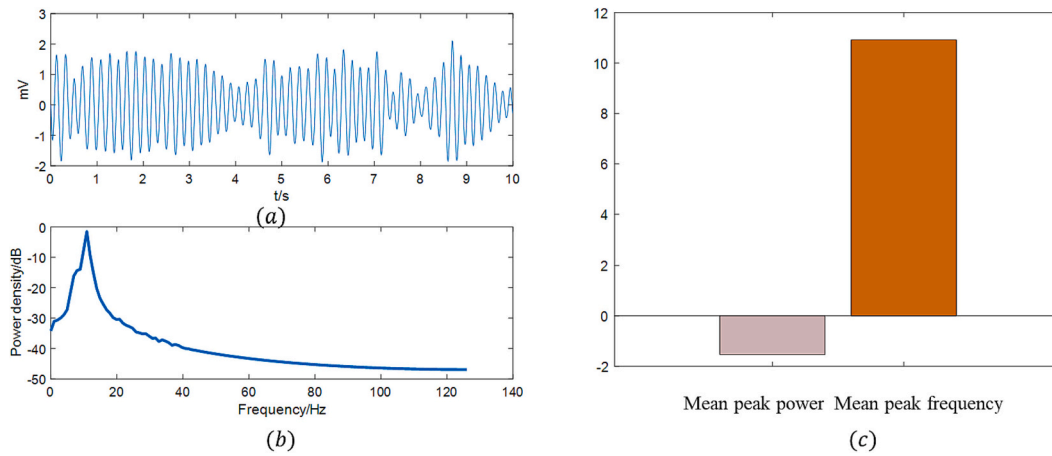 3
2
1
0
-1
-2
mV
0 1 2 3 4 5 6 7 8 9 10
t/s
(a)
0
-10
-20
-30
-40
-50
Power density/dB
0 20 40 60 80 100 120 140
Frequency/Hz
(b)
12
10
8
6
4
2
0
-2
Mean peak power Mean peak frequency
(c)